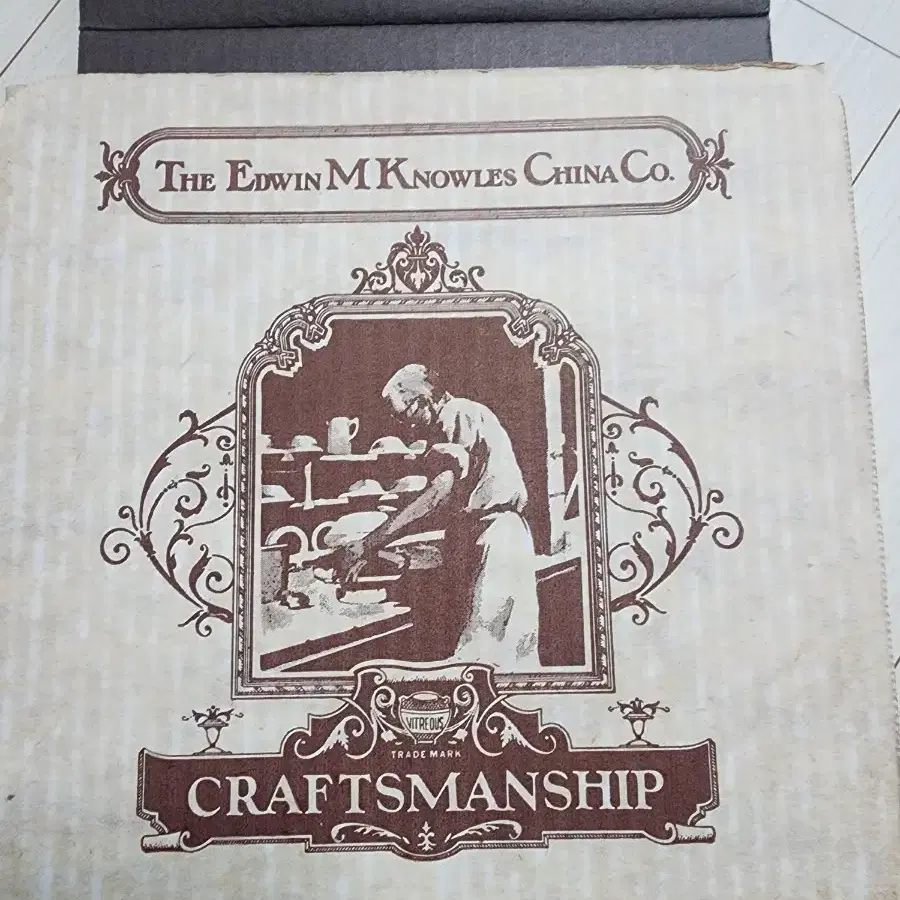 THE EDWIN M KNOWLES CHINA CO.
VITREOUS
TRADE MARK
CRAFTSMANSHIP